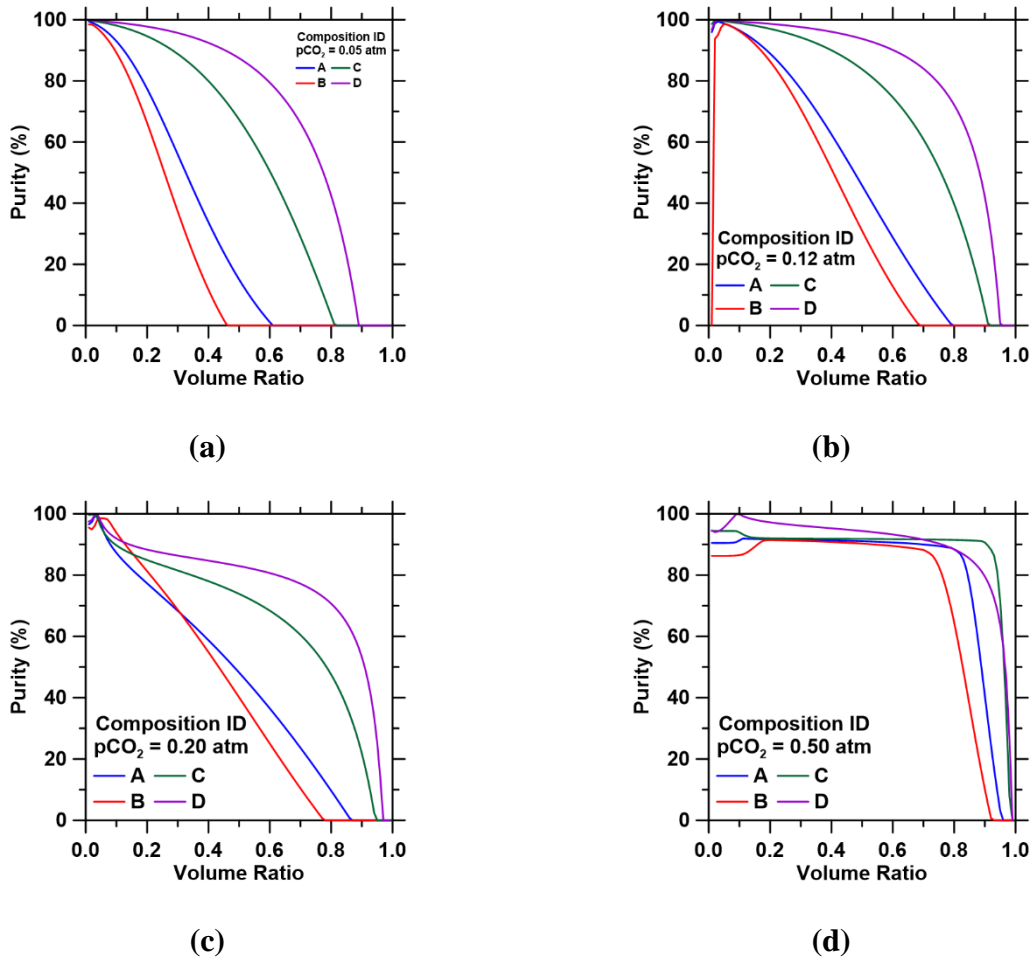 100
80
60
40
20
0
Purity (%)
Composition ID
pCO₂ = 0.05 atm
A C
B D
0.0 0.2 0.4 0.6 0.8 1.0
Volume Ratio
(a)
100
80
60
40
20
0
Purity (%)
Composition ID
pCO₂ = 0.12 atm
A C
B D
0.0 0.2 0.4 0.6 0.8 1.0
Volume Ratio
(b)
100
80
60
40
20
0
Purity (%)
Composition ID
pCO₂ = 0.20 atm
A C
B D
0.0 0.2 0.4 0.6 0.8 1.0
Volume Ratio
(c)
100
80
60
40
20
0
Purity (%)
Composition ID
pCO₂ = 0.50 atm
A C
B D
0.0 0.2 0.4 0.6 0.8 1.0
Volume Ratio
(d)